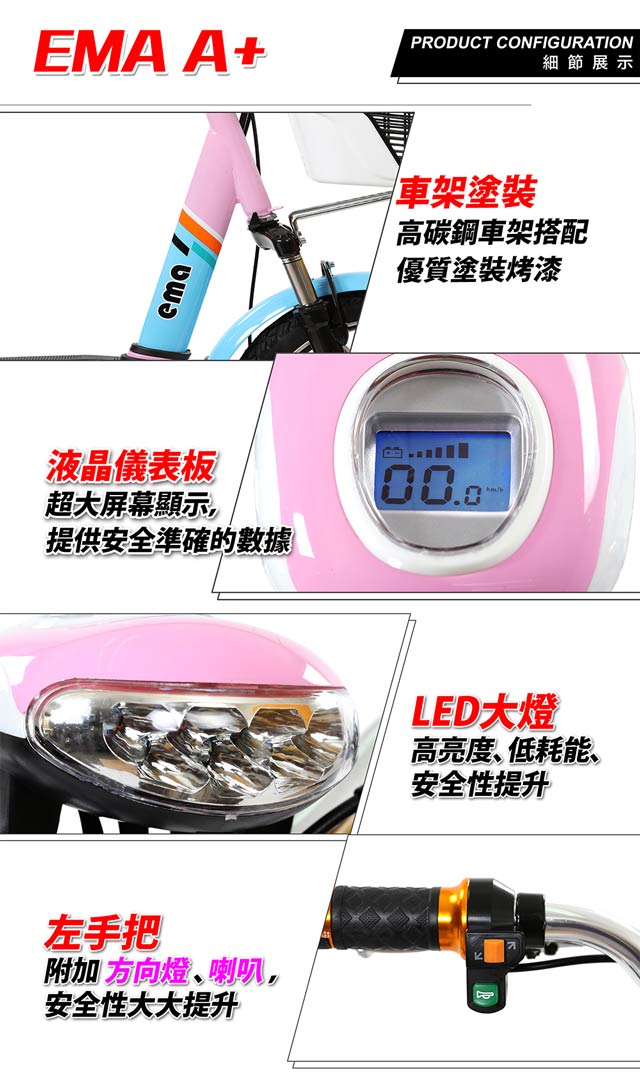 EMA A+
PRODUCT CONFIGURATION
細節展示
車架塗裝
高碳鋼車架搭配
優質塗裝烤漆
ema
液晶儀表板
超大屏幕顯示,
提供安全準確的數據
00.0 km/h
LED大燈
高亮度、低耗能、
安全性提升
左手把
附加方向燈、喇叭,
安全性大大提升